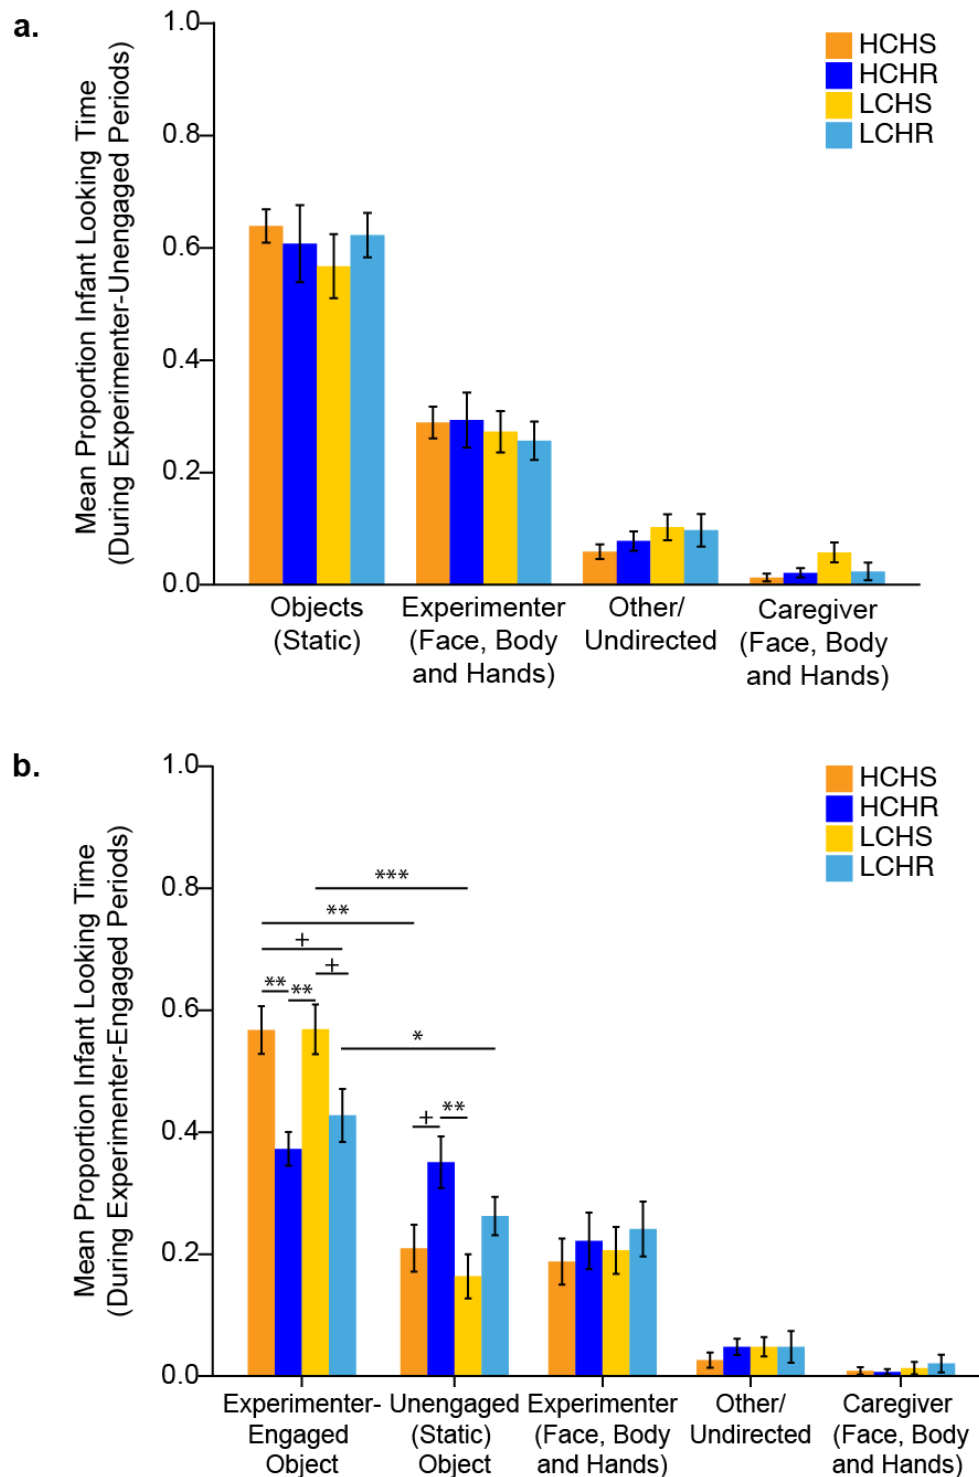 a.
Mean Proportion Infant Looking Time
(During Experimenter-Unengaged Periods)
1.0
0.8
0.6
0.4
0.2
0.0
HCHS
HCHR
LCHS
LCHR
Objects
(Static)
Experimenter
(Face, Body
and Hands)
Other/
Undirected
Caregiver
(Face, Body
and Hands)
b.
Mean Proportion Infant Looking Time
(During Experimenter-Engaged Periods)
1.0
0.8
0.6
0.4
0.2
0.0
HCHS
HCHR
LCHS
LCHR
***
**
+
+
**
**
*
+
**
Experimenter-
Engaged
Object
Unengaged
(Static)
Object
Experimenter
(Face, Body
and Hands)
Other/
Undirected
Caregiver
(Face, Body
and Hands)